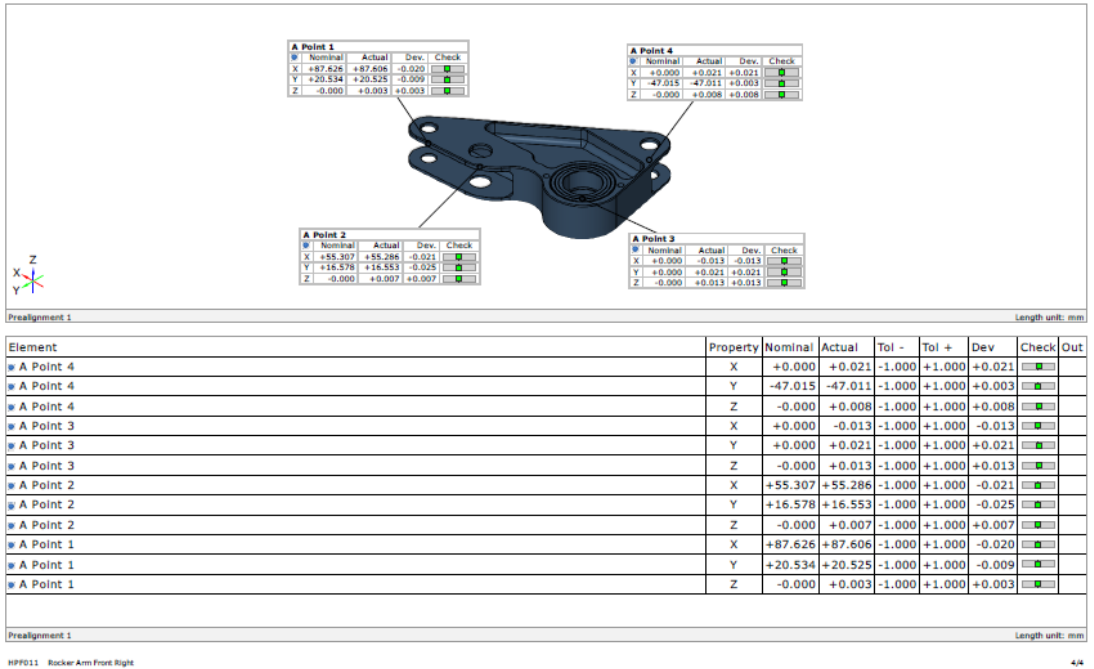 A Point 1
Nominal Actual Dev. Check
X +87.626 +87.606 -0.020
Y +20.534 +20.525 -0.009
Z -0.000 +0.003 +0.003
A Point 4
Nominal Actual Dev. Check
X +0.000 +0.021 +0.021
Y -47.015 -47.011 +0.003
Z -0.000 +0.008 +0.008
A Point 2
Nominal Actual Dev. Check
X +55.307 +55.286 -0.021
Y +16.578 +16.553 -0.025
Z -0.000 +0.007 +0.007
A Point 3
Nominal Actual Dev. Check
X +0.000 -0.013 -0.013
Y +0.000 +0.021 +0.021
Z -0.000 +0.013 +0.013
Z
X
Y
Prealignment 1 Length unit: mm
Element Property Nominal Actual Tol - Tol + Dev Check Out
A Point 4 X +0.000 +0.021 -1.000 +1.000 +0.021
A Point 4 Y -47.015 -47.011 -1.000 +1.000 +0.003
A Point 4 Z -0.000 +0.008 -1.000 +1.000 +0.008
A Point 3 X +0.000 -0.013 -1.000 +1.000 -0.013
A Point 3 Y +0.000 +0.021 -1.000 +1.000 +0.021
A Point 3 Z -0.000 +0.013 -1.000 +1.000 +0.013
A Point 2 X +55.307 +55.286 -1.000 +1.000 -0.021
A Point 2 Y +16.578 +16.553 -1.000 +1.000 -0.025
A Point 2 Z -0.000 +0.007 -1.000 +1.000 +0.007
A Point 1 X +87.626 +87.606 -1.000 +1.000 -0.020
A Point 1 Y +20.534 +20.525 -1.000 +1.000 -0.009
A Point 1 Z -0.000 +0.003 -1.000 +1.000 +0.003
Prealignment 1 Length unit: mm
HPF011 Rocker Arm Front Right 4/4